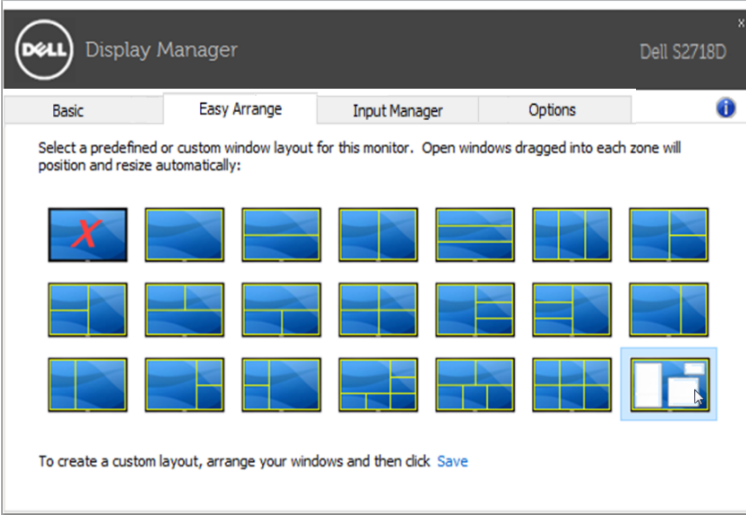 DELL
Display Manager
x
Dell S2718D
Basic
Easy Arrange
Input Manager
Options
i
Select a predefined or custom window layout for this monitor. Open windows dragged into each zone will
position and resize automatically:
X
To create a custom layout, arrange your windows and then click Save